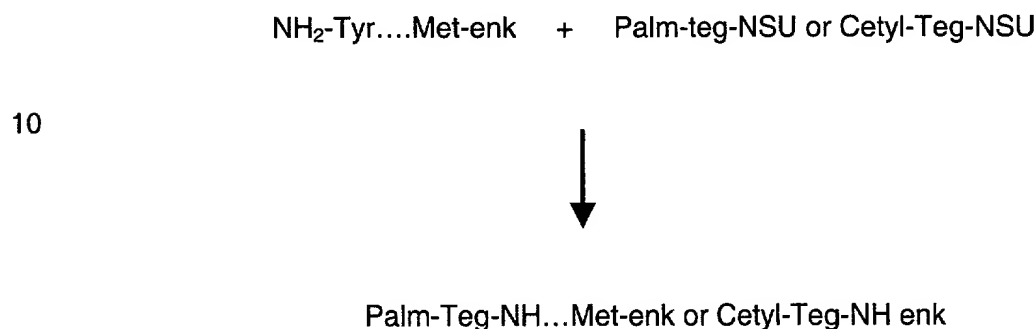 NH₂-Tyr....Met-enk + Palm-teg-NSU or Cetyl-Teg-NSU
10
Palm-Teg-NH...Met-enk or Cetyl-Teg-NH enk